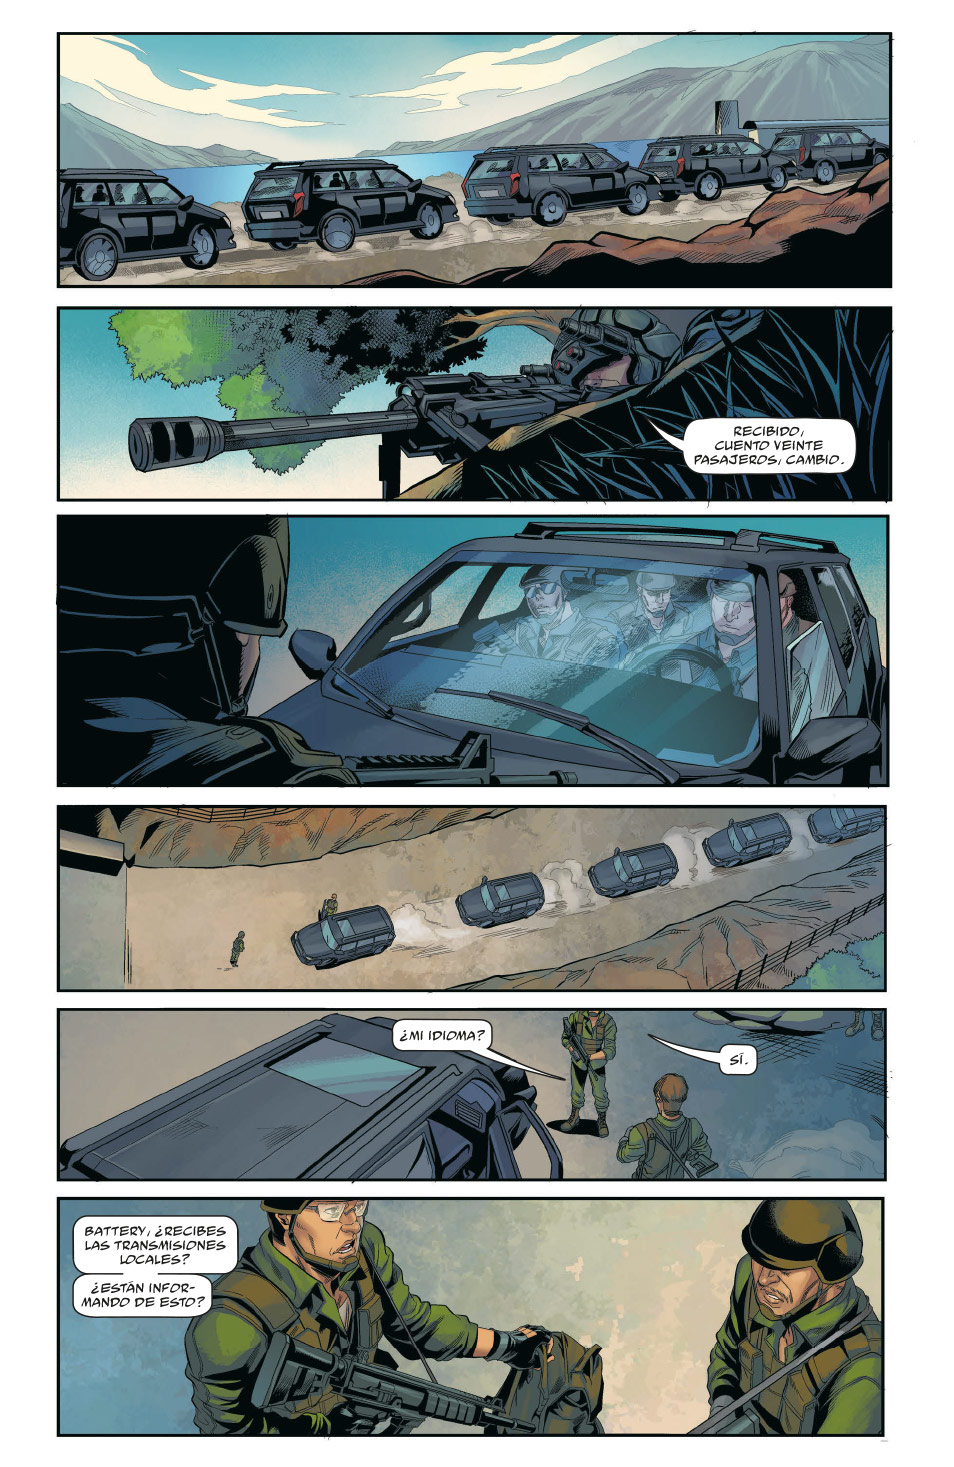 RECIBIDO,
CUENTO VEINTE
PASAJEROS, CAMBIO.
¿MI IDIOMA?
SÍ.
BATTERY, ¿RECIBES
LAS TRANSMISIONES
LOCALES?
¿ESTÁN INFOR-
MANDO DE ESTO?